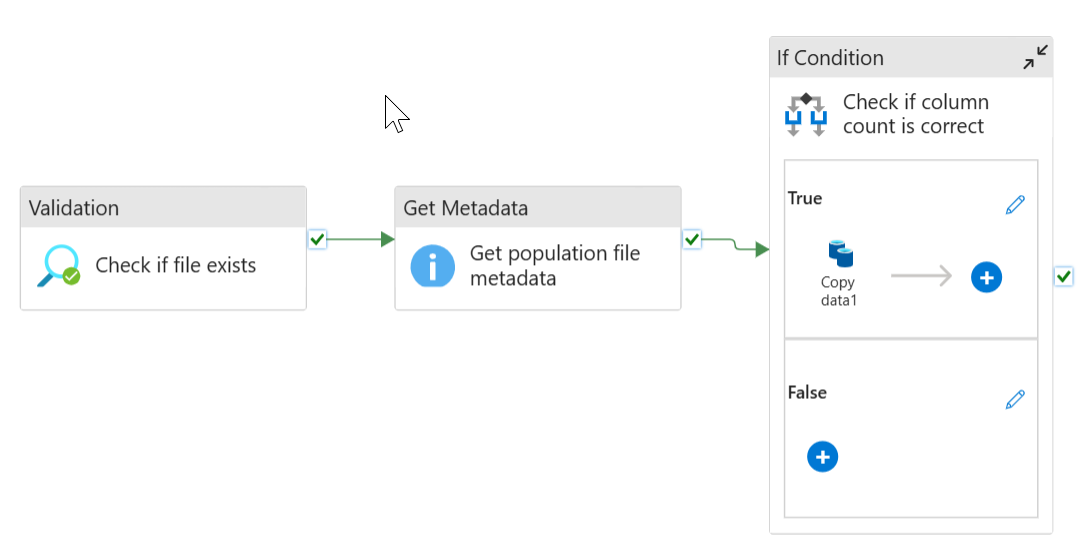 Validation
Check if file exists
Get Metadata
Get population file
metadata
If Condition
Check if column
count is correct
True
Copy
data1
False